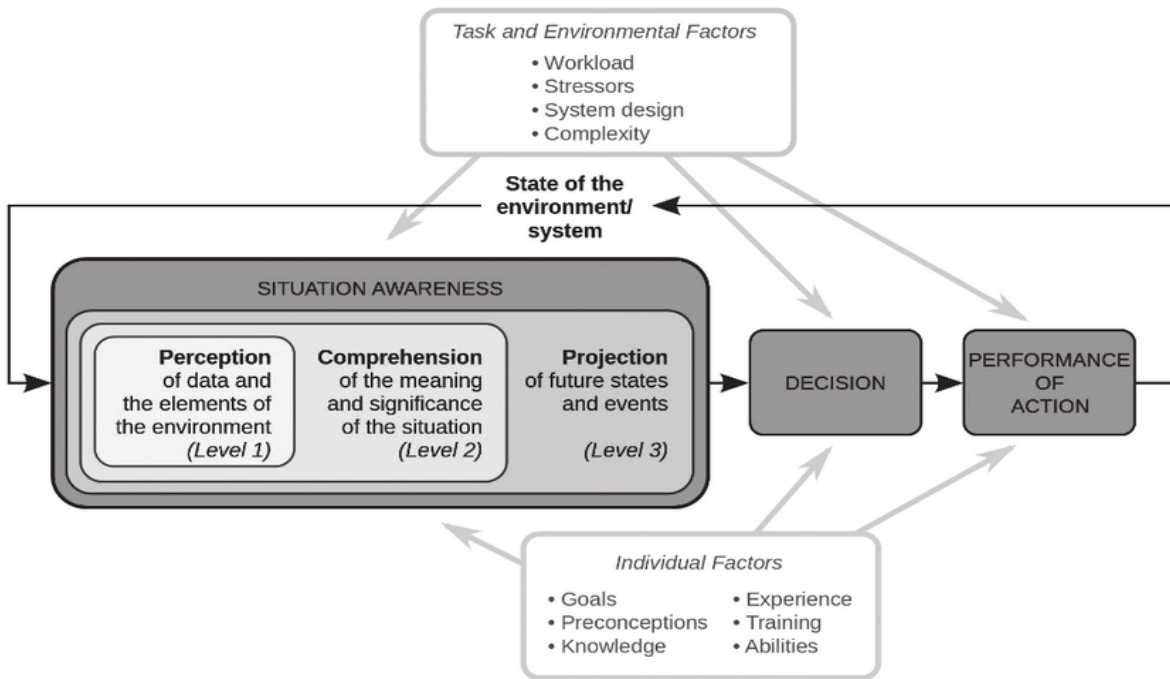 Task and Environmental Factors
• Workload
• Stressors
• System design
• Complexity
State of the
environment/
system
SITUATION AWARENESS
Perception
of data and
the elements of
the environment
(Level 1)
Comprehension
of the meaning
and significance
of the situation
(Level 2)
Projection
of future states
and events
(Level 3)
DECISION
PERFORMANCE
OF
ACTION
Individual Factors
• Goals
• Preconceptions
• Knowledge
• Experience
• Training
• Abilities